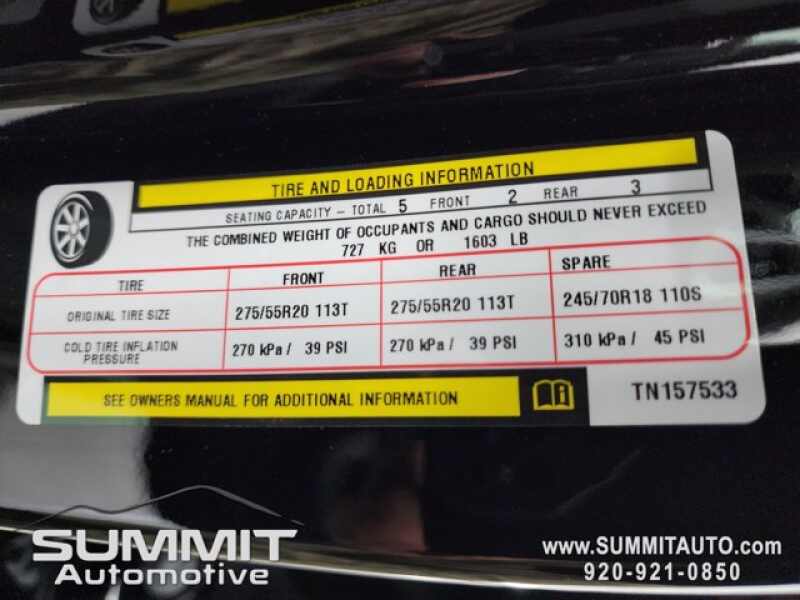 TIRE AND LOADING INFORMATION
SEATING CAPACITY - TOTAL 5 FRONT 2 REAR 3
THE COMBINED WEIGHT OF OCCUPANTS AND CARGO SHOULD NEVER EXCEED
727 KG OR 1603 LB
TIRE FRONT REAR SPARE
ORIGINAL TIRE SIZE 275/55R20 113T 275/55R20 113T 245/70R18 110S
COLD TIRE INFLATION PRESSURE 270 kPa / 39 PSI 270 kPa / 39 PSI 310 kPa / 45 PSI
SEE OWNERS MANUAL FOR ADDITIONAL INFORMATION
TN157533
SUMMIT
Automotive
www.SUMMITAUTO.com
920-921-0850